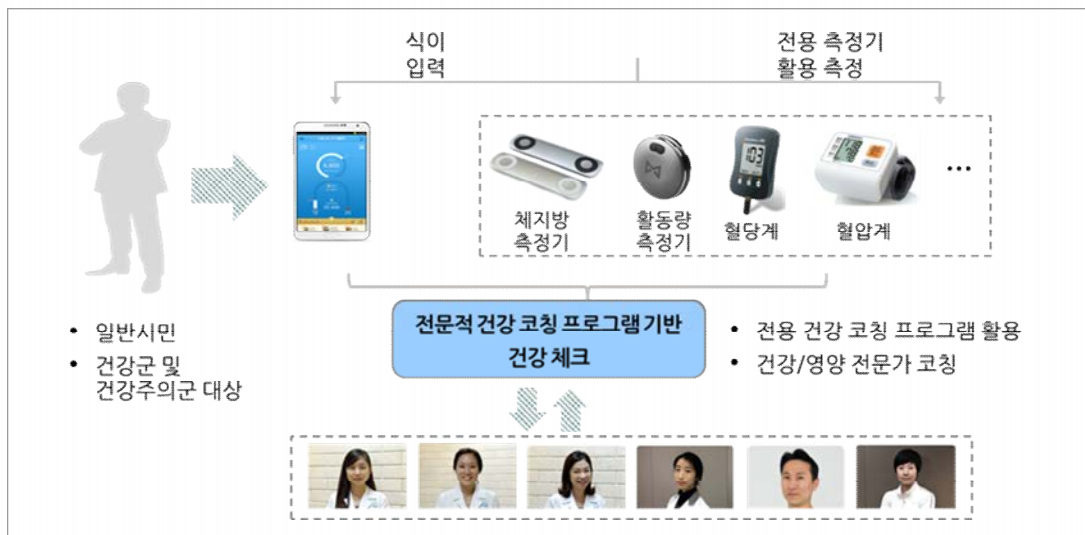 식이
입력
전용 측정기
활용 측정
103
체지방
측정기
활동량
측정기
혈당계
혈압계
...
• 일반시민
• 건강군 및
건강주의군 대상
전문적 건강 코칭 프로그램 기반
건강 체크
• 전용 건강 코칭 프로그램 활용
• 건강/영양 전문가 코칭